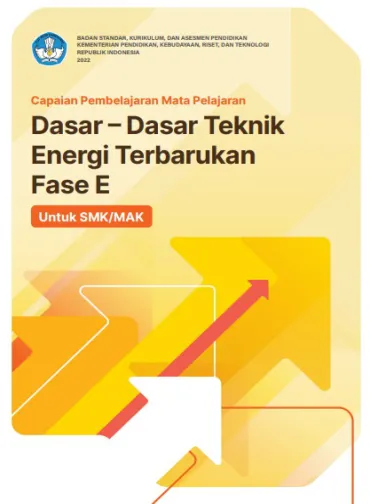 BADAN STANDAR, KURIKULUM, DAN ASESMEN PENDIDIKAN
KEMENTERIAN PENDIDIKAN, KEBUDAYAAN, RISET, DAN TEKNOLOGI
REPUBLIK INDONESIA
2022
Capaian Pembelajaran Mata Pelajaran
Dasar – Dasar Teknik
Energi Terbarukan
Fase E
Untuk SMK/MAK